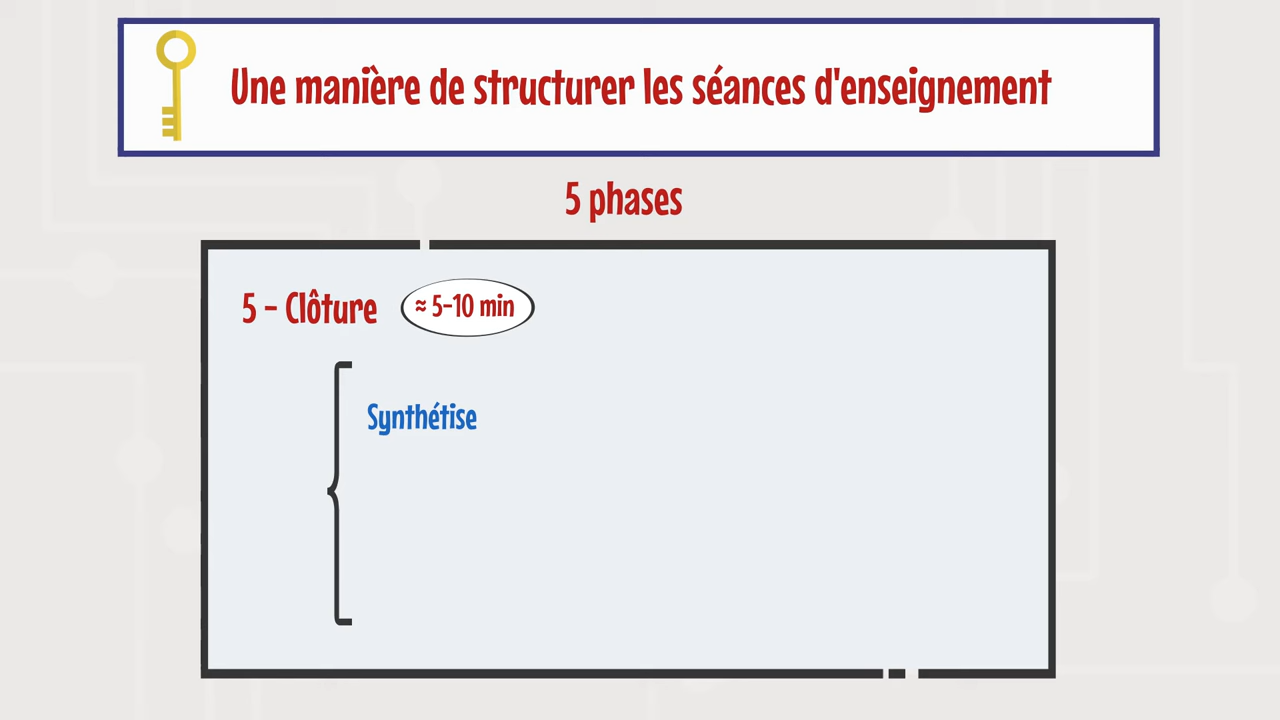 Une manière de structurer les séances d'enseignement
5 phases
5 – Clôture ≈ 5-10 min
Synthétise